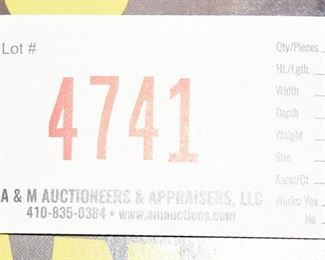 Lot #
4741
A & M AUCTIONEERS & APPRAISERS, LLC
410-835-0384 • www.amauctions.com
Qty/Pieces
Ht./Lgth.
Width
Depth
Weight
Size
Karat/Ct.
Works: Yes
No